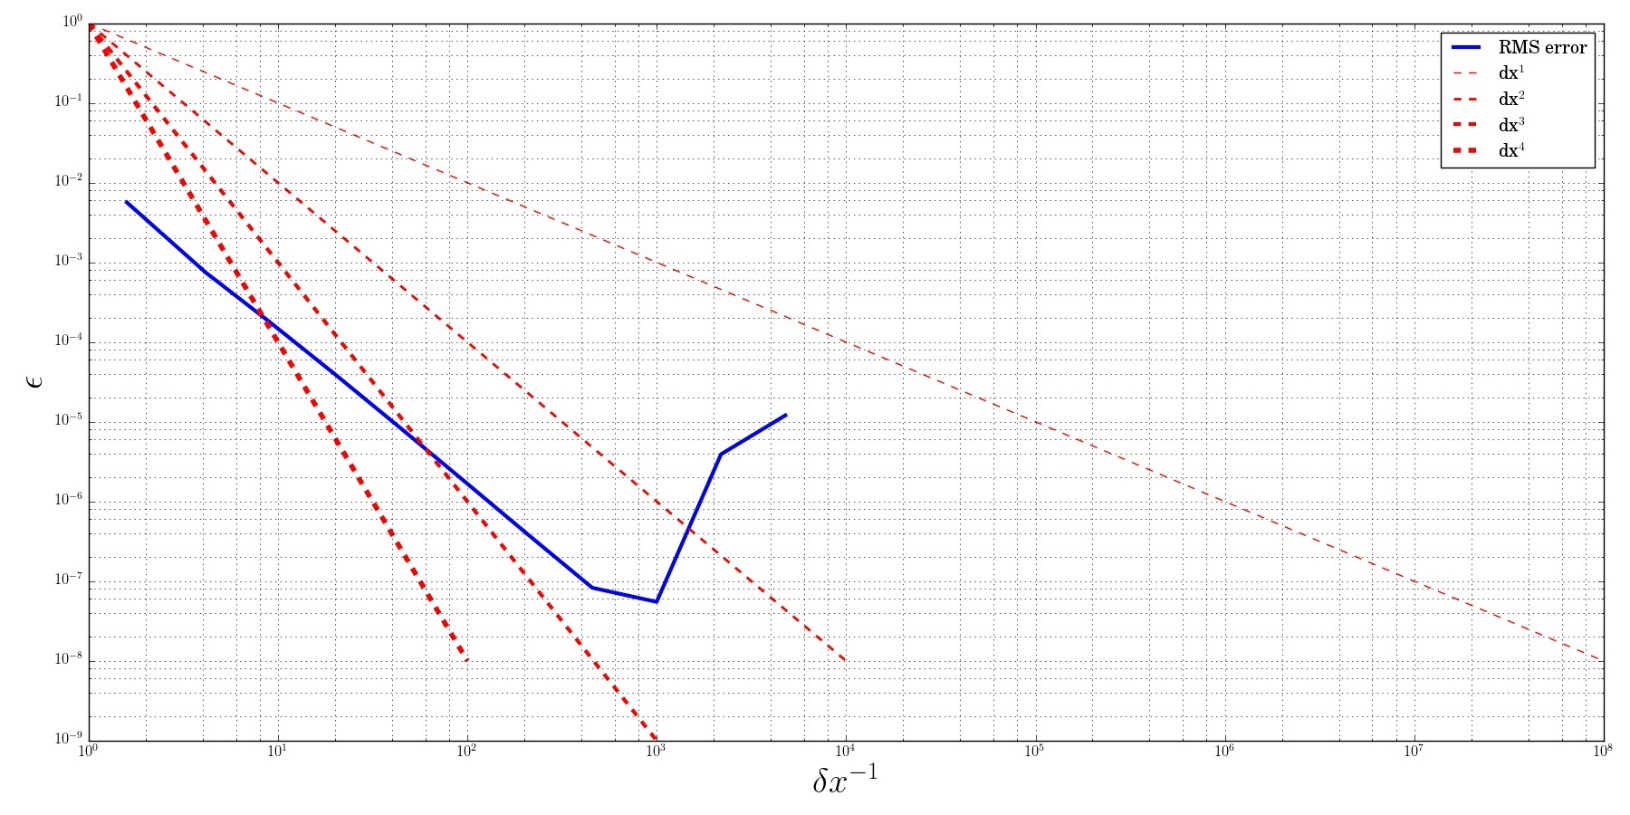 10⁰
10⁻¹
10⁻²
10⁻³
10⁻⁴
10⁻⁵
10⁻⁶
10⁻⁷
10⁻⁸
10⁻⁹
ϵ
RMS error
dx¹
dx²
dx³
dx⁴
10⁰ 10¹ 10² 10³ 10⁴ 10⁵ 10⁶ 10⁷ 10⁸
δx⁻¹